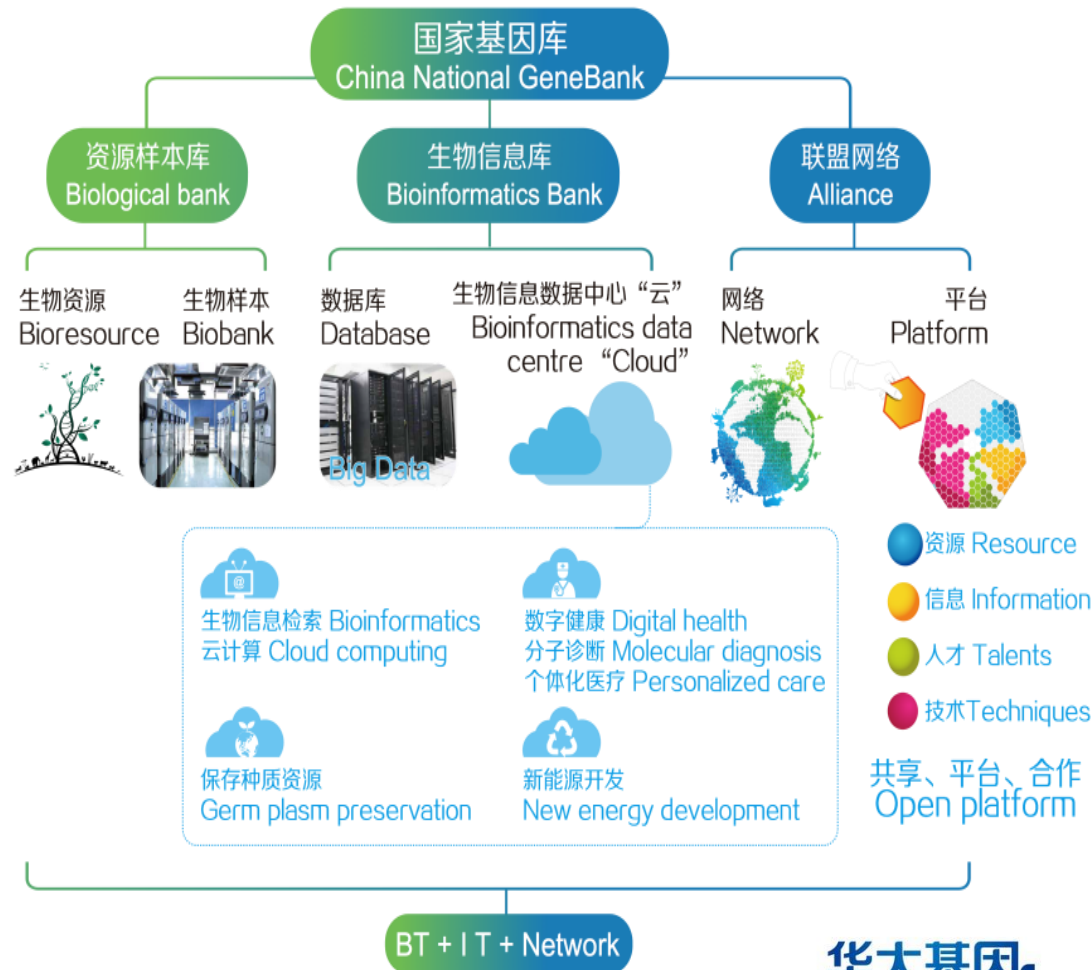 国家基因库
China National GeneBank
资源样本库
Biological bank
生物信息库
Bioinformatics Bank
联盟网络
Alliance
生物资源
Bioresource
生物样本
Biobank
数据库
Database
生物信息数据中心“云”
Bioinformatics data
centre “Cloud”
网络
Network
平台
Platform
Big Data
@
生物信息检索 Bioinformatics
云计算 Cloud computing
数字健康 Digital health
分子诊断 Molecular diagnosis
个体化医疗 Personalized care
保存种质资源
Germ plasm preservation
新能源开发
New energy development
资源 Resource
信息 Information
人才 Talents
技术Techniques
共享、平台、合作
Open platform
BT + I T + Network
华大基因